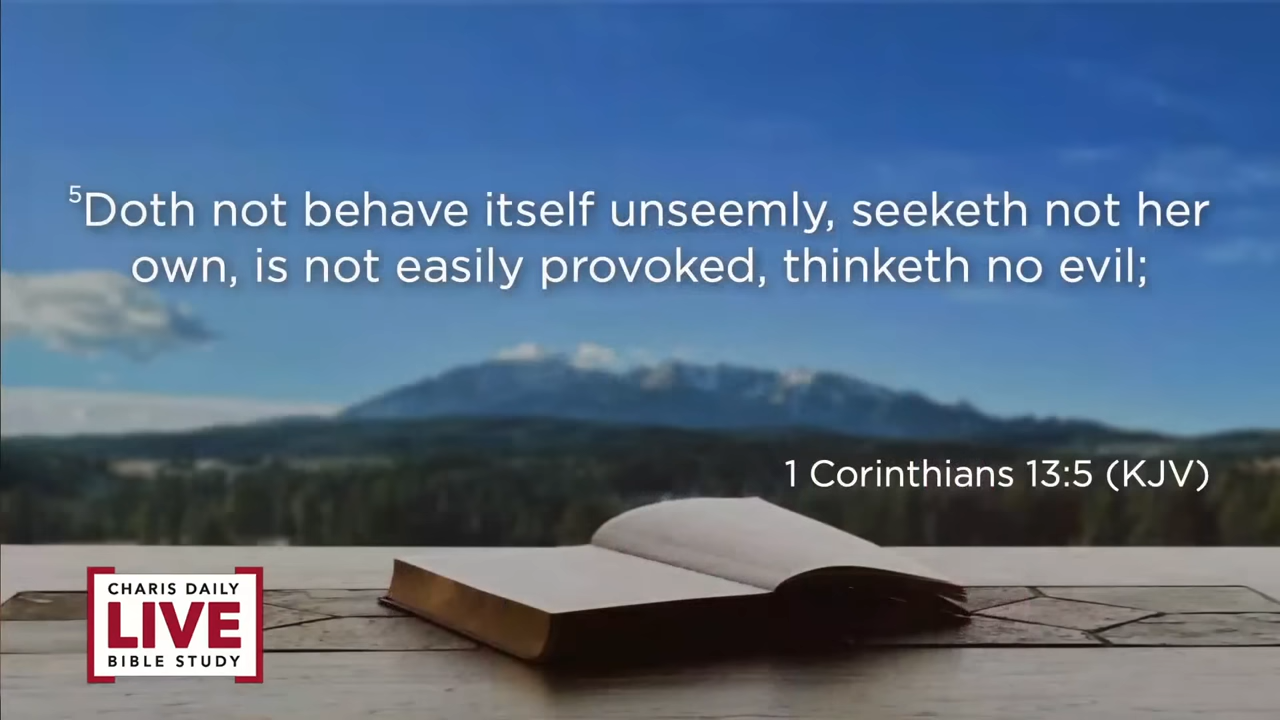 5Doth not behave itself unseemly, seeketh not her
own, is not easily provoked, thinketh no evil;
1 Corinthians 13:5 (KJV)
CHARIS DAILY
LIVE
BIBLE STUDY